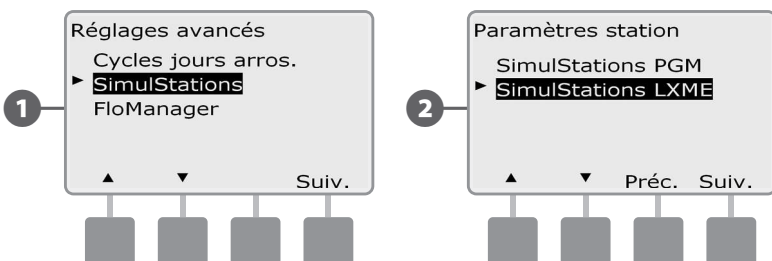 Réglages avancés
Cycles jours arros.
► SimulStations
FloManager
▲ ▼ Suiv.
1
Paramètres station
SimulStations PGM
► SimulStations LXME
▲ ▼ Préc. Suiv.
2